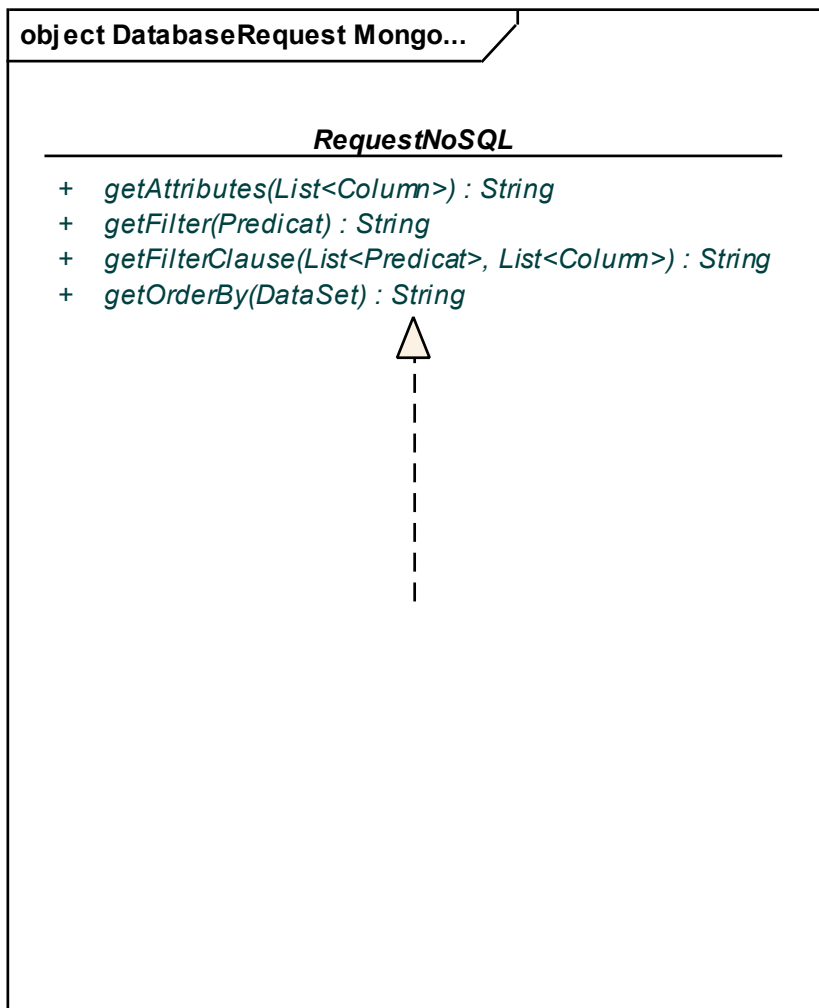 object DatabaseRequest Mongo...
RequestNoSQL
+ getAttributes(List<Column>) : String
+ getFilter(Predicat) : String
+ getFilterClause(List<Predicat>, List<Column>) : String
+ getOrderBy(DataSet) : String